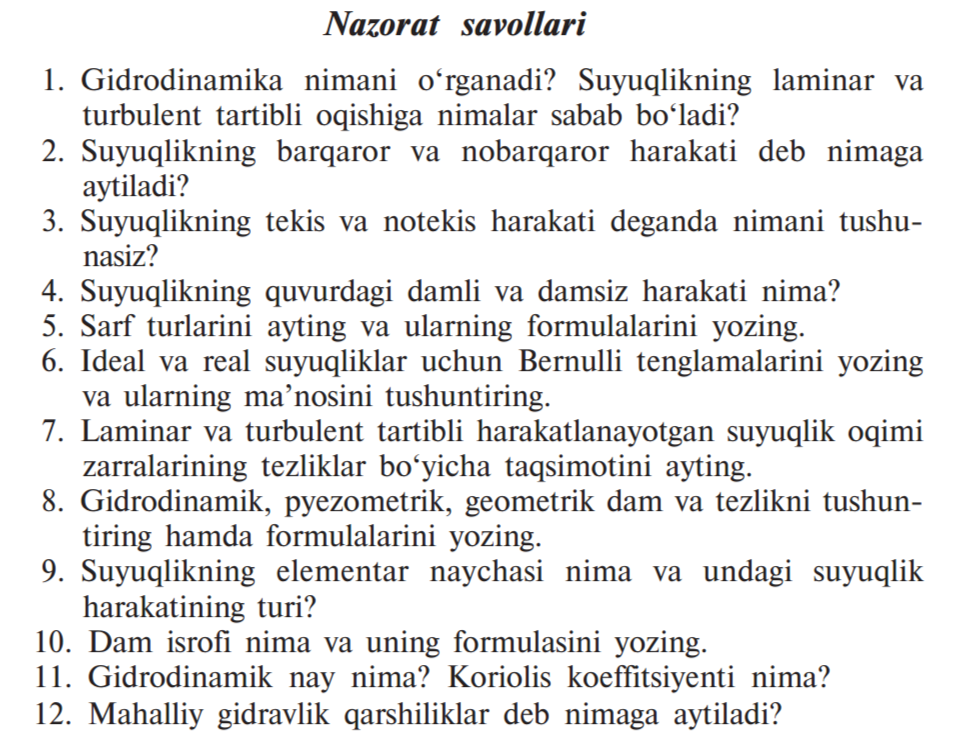 Nazorat savollari
1. Gidrodinamika nimani o‘rganadi? Suyuqlikning laminar va
turbulent tartibli oqishiga nimalar sabab bo‘ladi?
2. Suyuqlikning barqaror va nobarqaror harakati deb nimaga
aytiladi?
3. Suyuqlikning tekis va notekis harakati deganda nimani tushu-
nasiz?
4. Suyuqlikning quvurdagi damli va damsiz harakati nima?
5. Sarf turlarini ayting va ularning formulalarini yozing.
6. Ideal va real suyuqliklar uchun Bernulli tenglamalarini yozing
va ularning ma’nosini tushuntiring.
7. Laminar va turbulent tartibli harakatlanayotgan suyuqlik oqimi
zarralarining tezliklar bo‘yicha taqsimotini ayting.
8. Gidrodinamik, pyezometrik, geometrik dam va tezlikni tushun-
tiring hamda formulalarini yozing.
9. Suyuqlikning elementar naychasi nima va undagi suyuqlik
harakatining turi?
10. Dam isrofi nima va uning formulasini yozing.
11. Gidrodinamik nay nima? Koriolis koeffitsiyenti nima?
12. Mahalliy gidravlik qarshiliklar deb nimaga aytiladi?